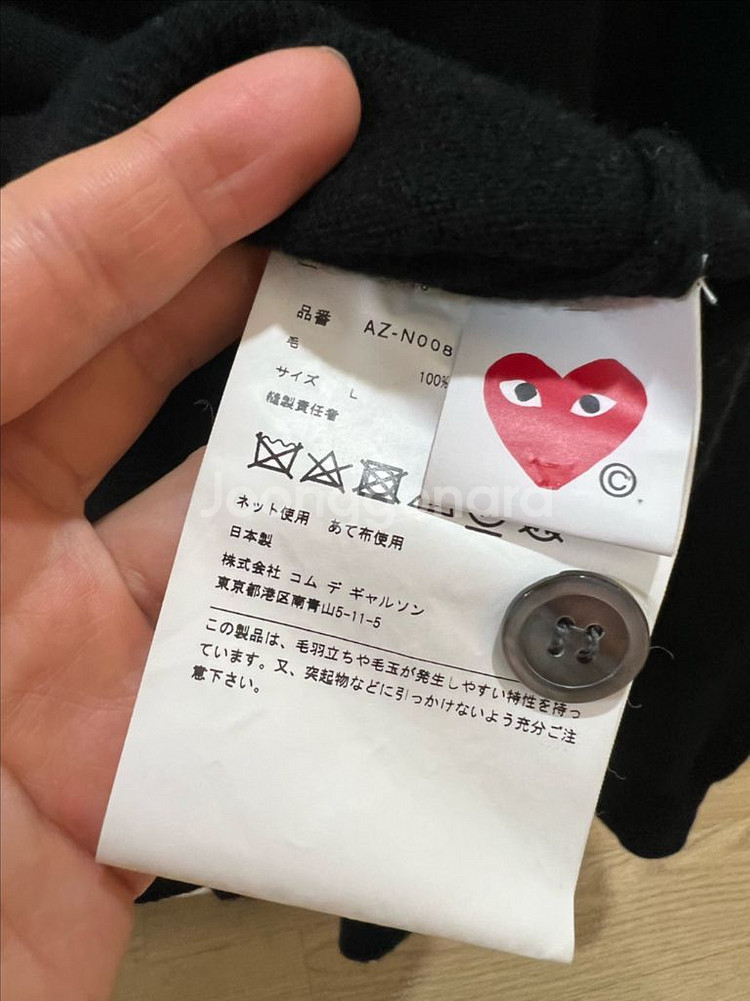 品番 AZ-N008
毛 100%
サイズ L
縫製責任者
©
ネット使用 あて布使用
日本製
株式会社 コム デ ギャルソン
東京都港区南青山5-11-5
この製品は、毛羽立ちや毛玉が発生しやすい特性を持っ
ています。又、突起物などに引っかけないよう充分ご注
意下さい。
Joonggonara